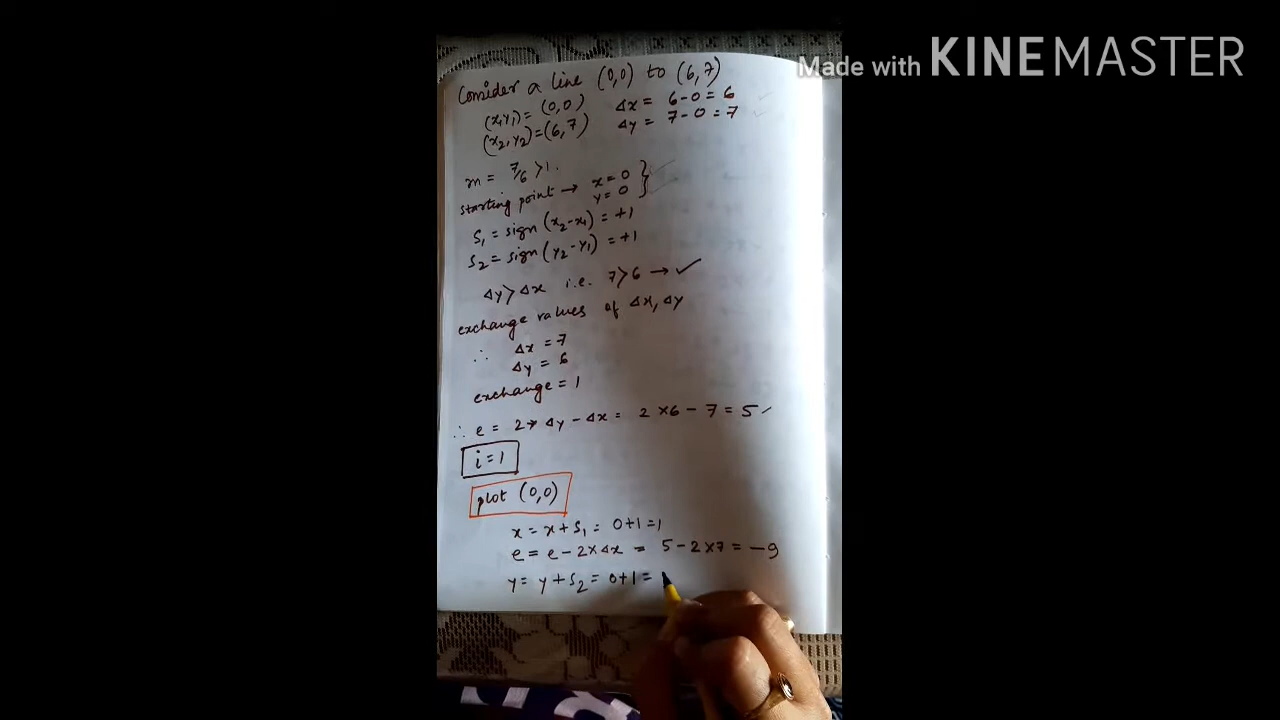 Made with KINEMASTER
Consider a line (0,0) to (6,7)
(x1,y1) = (0,0) Δx = 6-0 = 6 ✓
(x2,y2) = (6,7) Δy = 7-0 = 7 ✓
m = 7/6 > 1.
starting point → x = 0 } ✓
y = 0 ✓
S1 = sign (x2-x1) = +1
S2 = sign (y2-y1) = +1
Δy > Δx i.e. 7 > 6 → ✓
exchange values of Δx, Δy
∴ Δx = 7
Δy = 6
exchange = 1
∴ e = 2 * Δy - Δx = 2 × 6 - 7 = 5 ✓
i = 1
plot (0,0)
x = x + S1 = 0+1 = 1
e = e - 2 × Δx = 5 - 2 × 7 = -9
y = y + S2 = 0+1 =